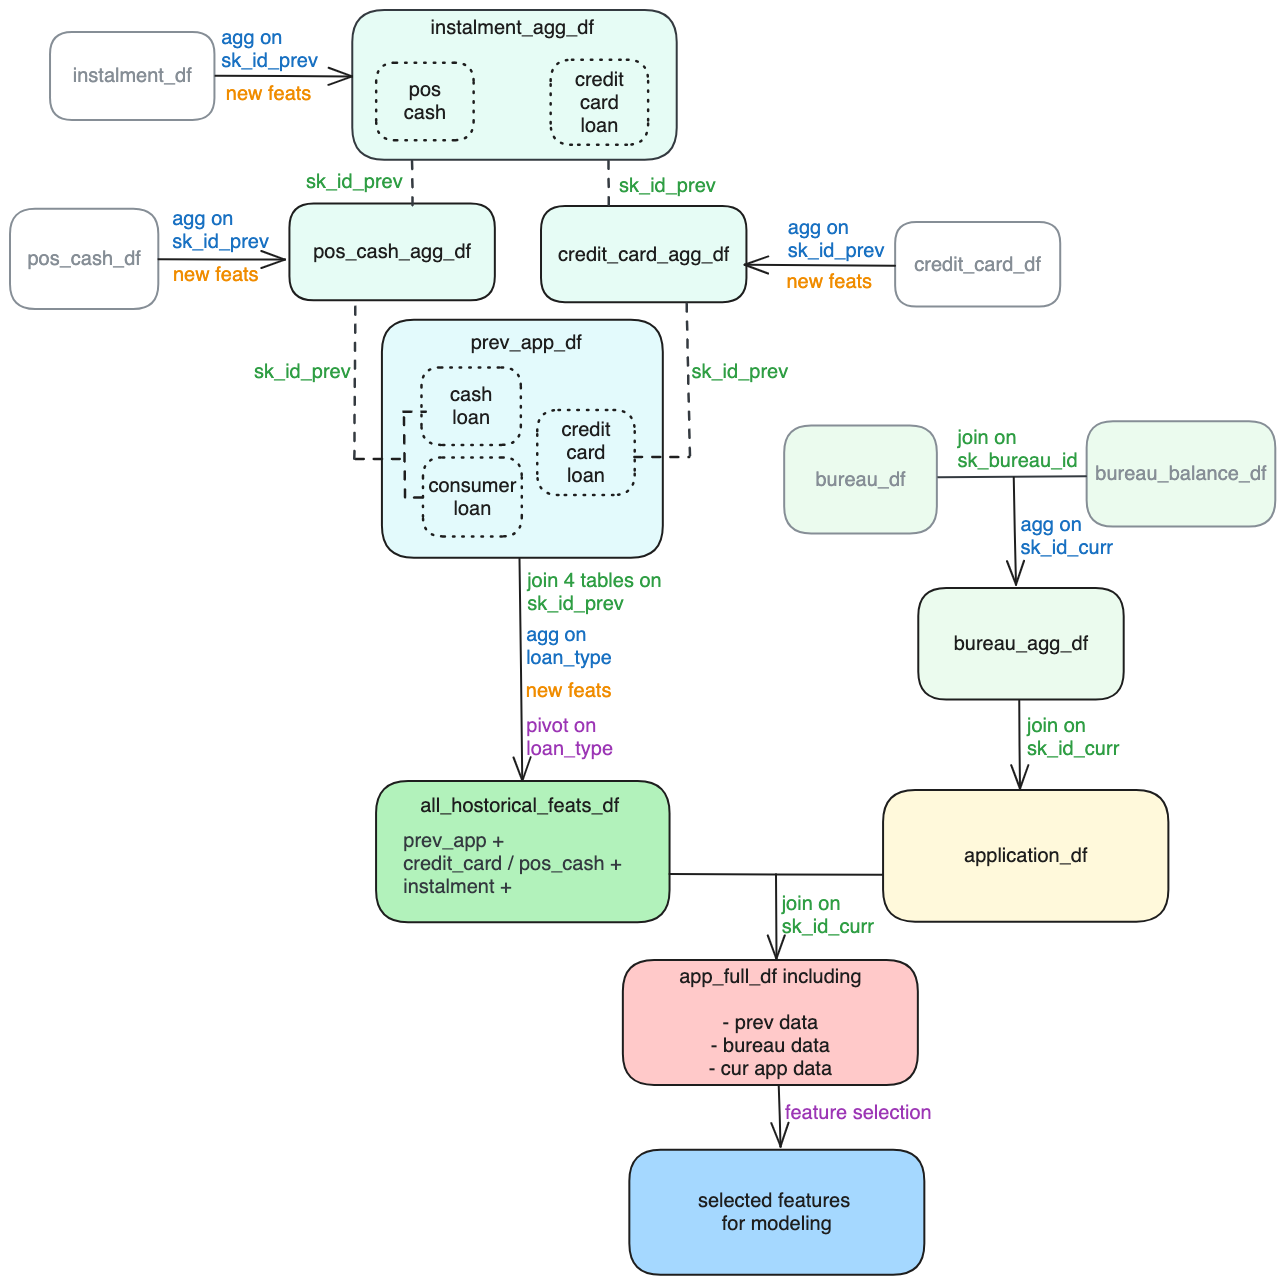 instalment_agg_df
agg on
sk_id_prev
new feats
instalment_df
pos
cash
credit
card
loan
sk_id_prev
sk_id_prev
agg on
sk_id_prev
new feats
pos_cash_df
pos_cash_agg_df
credit_card_agg_df
agg on
sk_id_prev
new feats
credit_card_df
prev_app_df
sk_id_prev
sk_id_prev
cash
loan
credit
card
loan
consumer
loan
join on
sk_bureau_id
bureau_df
bureau_balance_df
agg on
sk_id_curr
join 4 tables on
sk_id_prev
agg on
loan_type
new feats
pivot on
loan_type
bureau_agg_df
join on
sk_id_curr
all_hostorical_feats_df
prev_app +
credit_card / pos_cash +
instalment +
application_df
join on
sk_id_curr
app_full_df including
- prev data
- bureau data
- cur app data
feature selection
selected features
for modeling